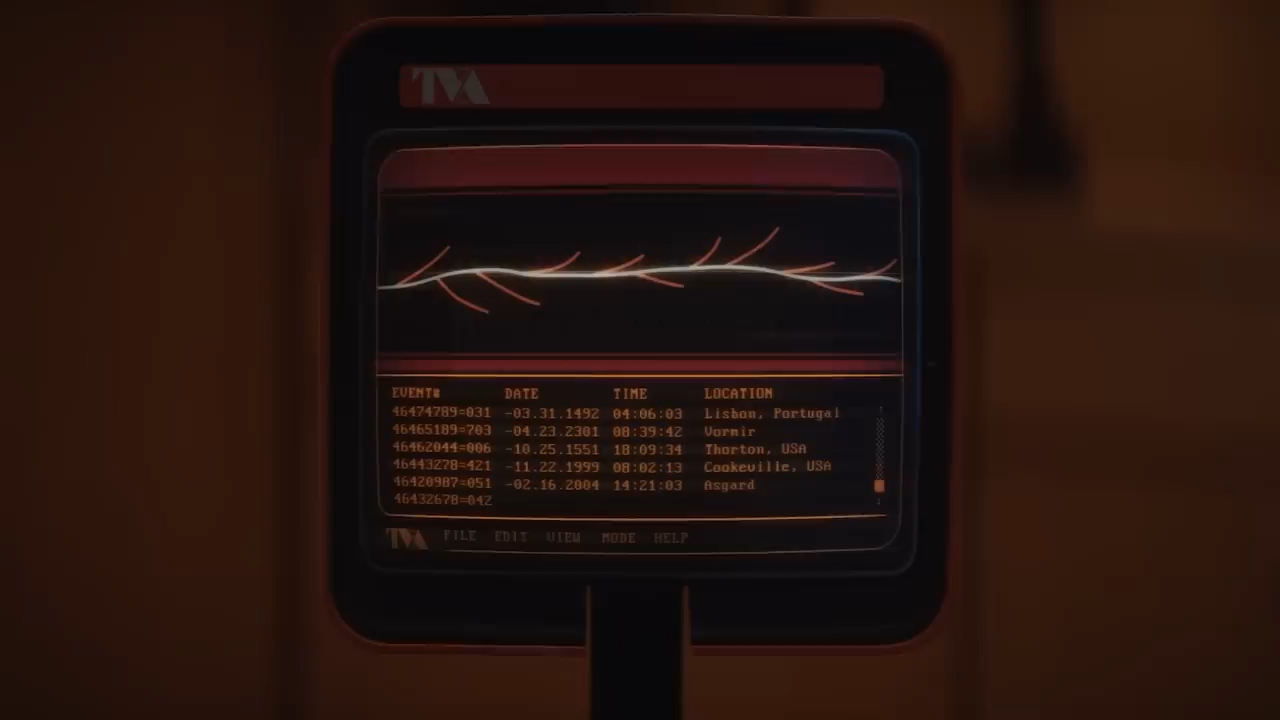 TVA
EVENT# DATE TIME LOCATION
46474789=031 -03.31.1492 04:06:03 Lisbon, Portugal
46465189=703 -04.23.2301 08:39:42 Vormir
46462044=006 -10.25.1551 18:09:34 Thorton, USA
46443278=421 -11.22.1999 08:02:13 Cookeville, USA
46420987=051 -02.16.2004 14:21:03 Asgard
46432678=042
TVA FILE EDIT VIEW MODE HELP